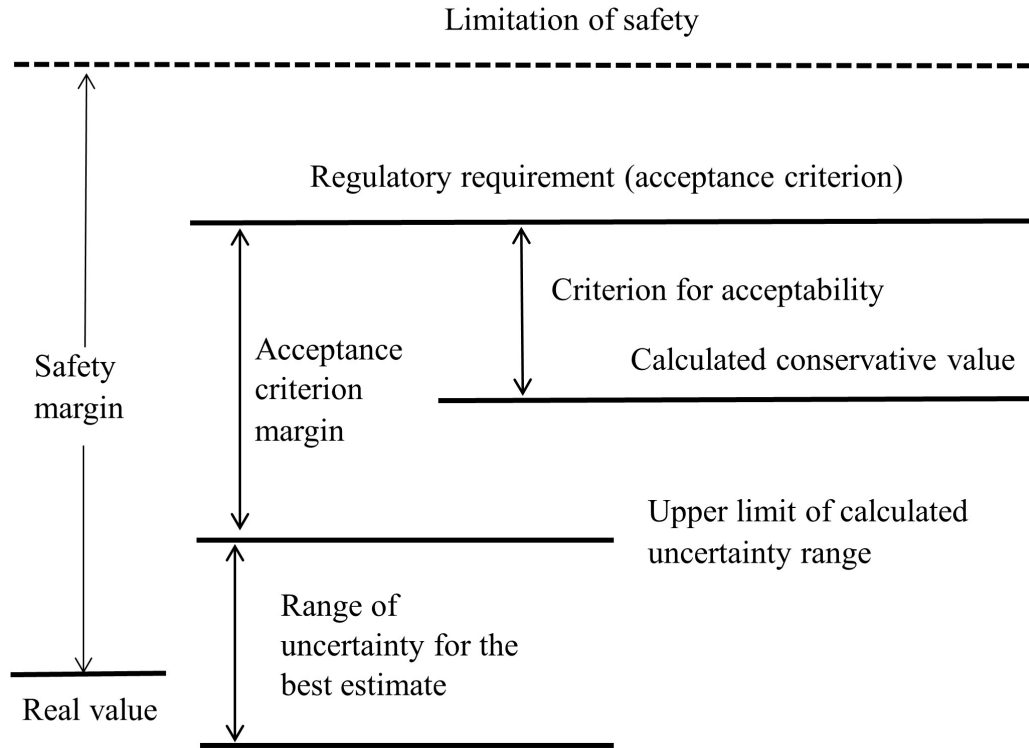 Limitation of safety
Regulatory requirement (acceptance criterion)
Criterion for acceptability
Acceptance
criterion
margin
Calculated conservative value
Safety
margin
Upper limit of calculated
uncertainty range
Range of
uncertainty for the
best estimate
Real value